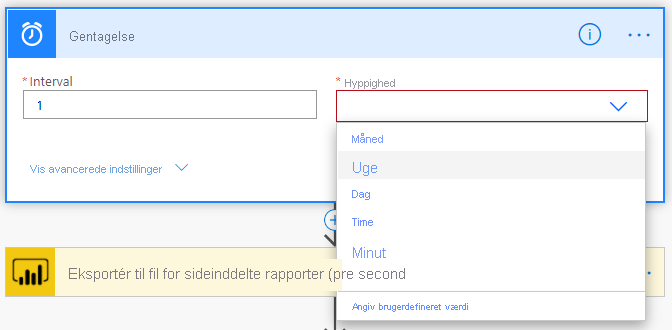 Gentagelse
* Interval
* Hyppighed
1
Måned
Uge
Dag
Time
Minut
Angiv brugerdefineret værdi
Vis avancerede indstillinger
Eksportér til fil for sideinddelte rapporter (pre second